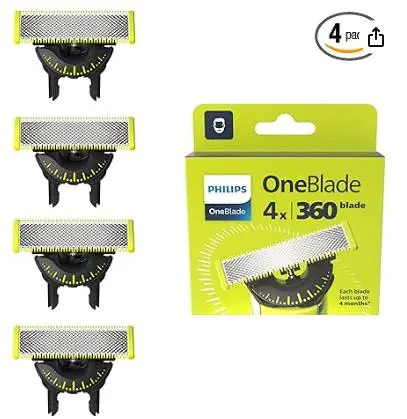 4 pac
PHILIPS
OneBlade
OneBlade
4x 360 blade
Each blade
lasts up to
4 months*